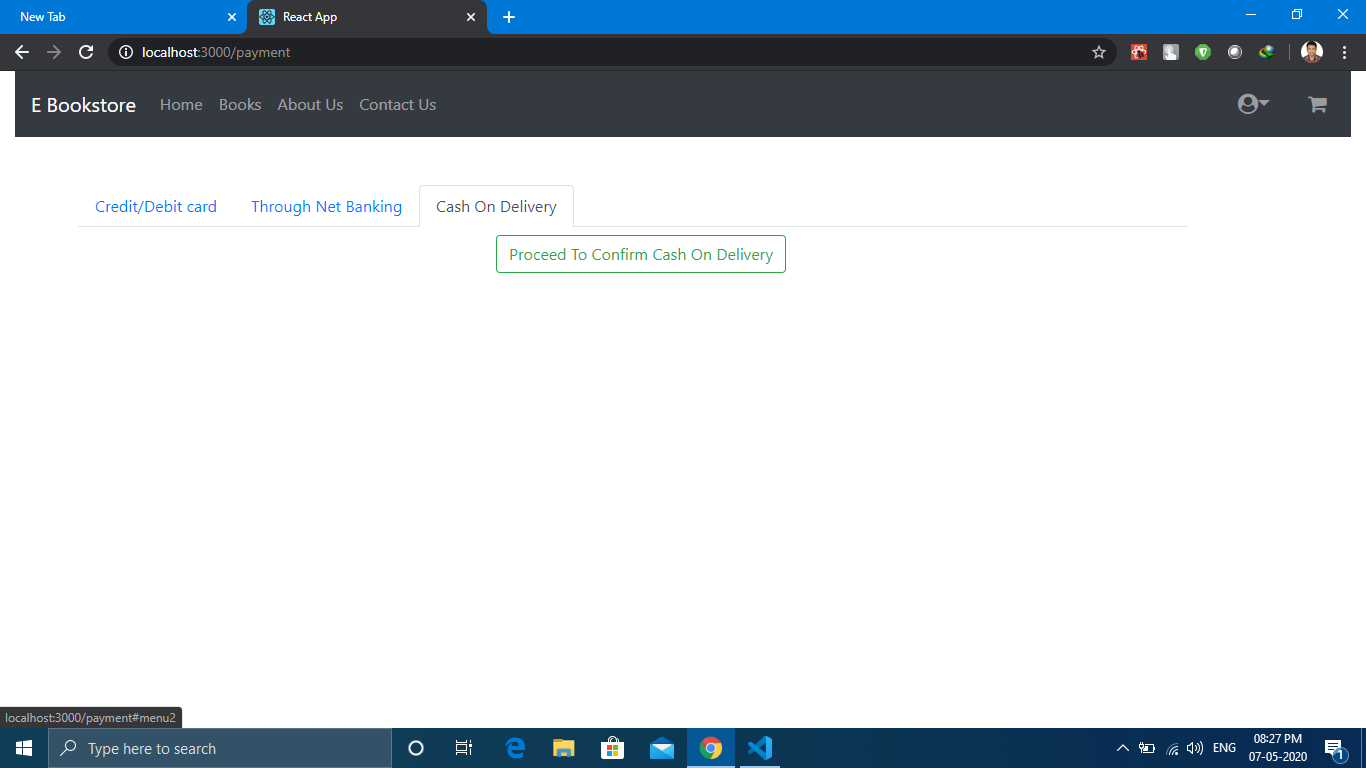 New Tab
React App
localhost:3000/payment
E Bookstore Home Books About Us Contact Us
Credit/Debit card Through Net Banking Cash On Delivery
Proceed To Confirm Cash On Delivery
localhost:3000/payment#menu2
Type here to search
ENG
08:27 PM
07-05-2020
1